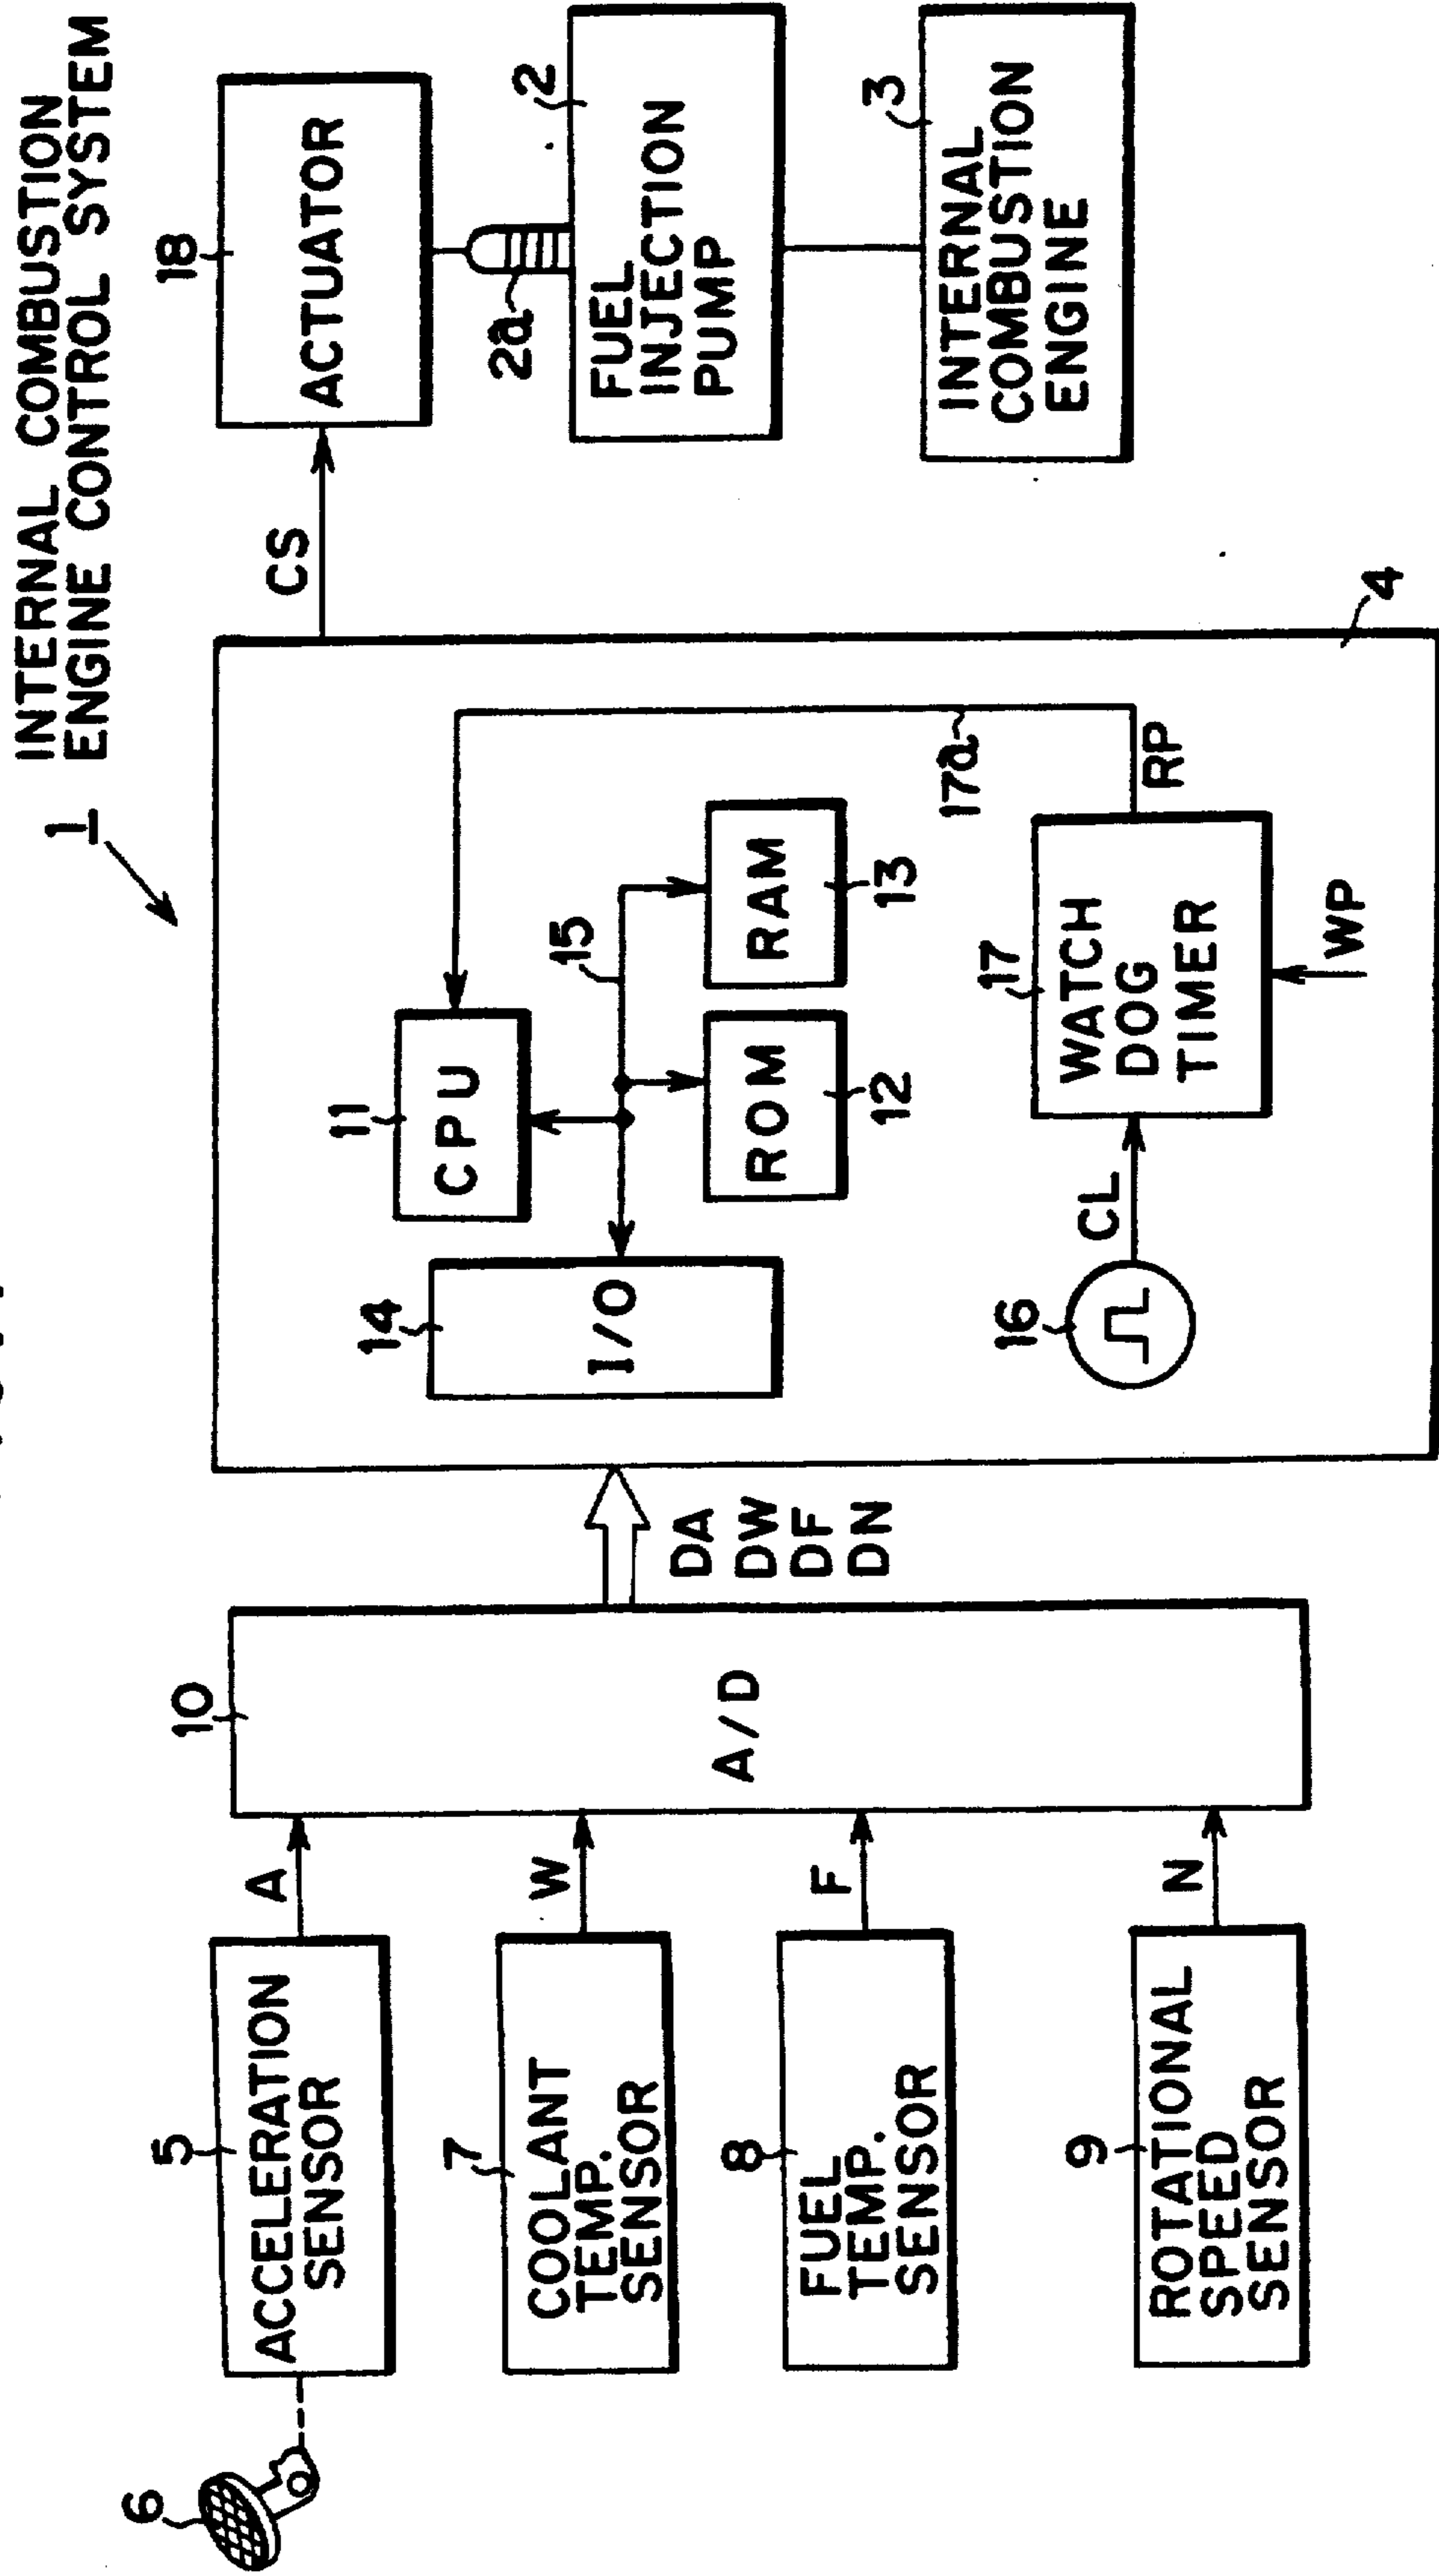 INTERNAL COMBUSTION
ENGINE CONTROL SYSTEM
1
6
5
ACCELERATION
SENSOR
A
7
COOLANT
TEMP.
SENSOR
W
8
FUEL
TEMP.
SENSOR
F
9
ROTATIONAL
SPEED
SENSOR
N
10
A/D
DA
DW
DF
DN
14
I/O
11
CPU
15
ROM
12
RAM
13
16
CL
17
WATCH
DOG
TIMER
WP
RP
17a
4
CS
18
ACTUATOR
2a
2
FUEL
INJECTION
PUMP
3
INTERNAL
COMBUSTION
ENGINE